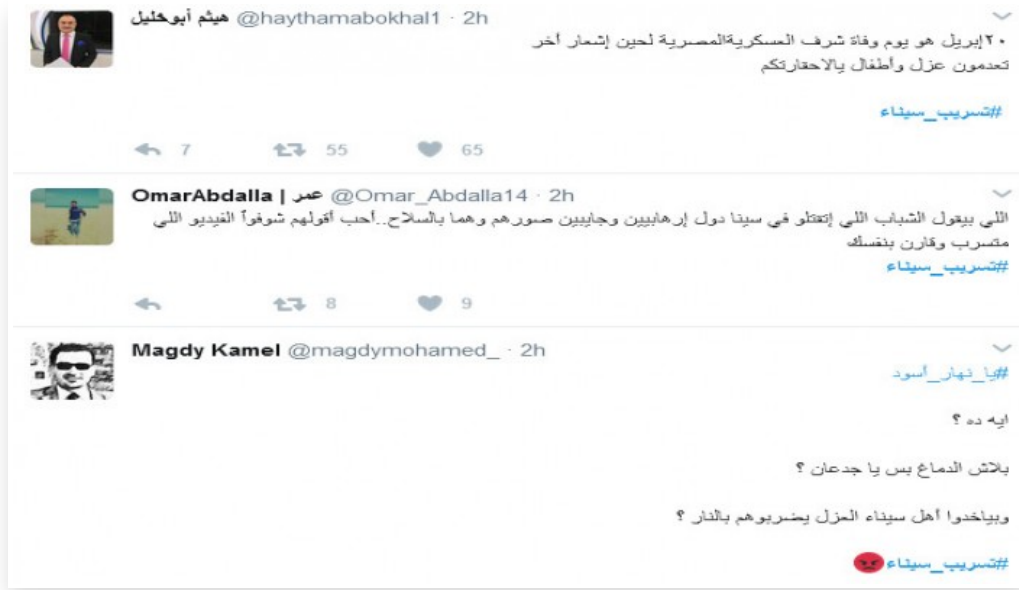 هيثم أبوخليل @haythamabokhal1 · 2h
٢٠إبريل هو يوم وفاة شرف العسكريةالمصرية لحين إشعار أخر
تعدمون عزل وأطفال يالاحقارتكم
#تسريب_سيناء
7 55 65
OmarAbdalla | عمر @Omar_Abdalla14 · 2h
اللي بيقول الشباب اللي إتقتلو في سينا دول إرهابيين وجايبين صورهم وهما بالسلاح..أحب أقولهم شوفوا الفيديو اللي
متسرب وقارن بنفسك
#تسريب_سيناء
8 9
Magdy Kamel @magdymohamed_ · 2h
#يا_نهار_أسود
ايه ده ؟
بلاش الدماغ بس يا جدعان ؟
وبياخدوا أهل سيناء العزل يضربوهم بالنار ؟
#تسريب_سيناء😡